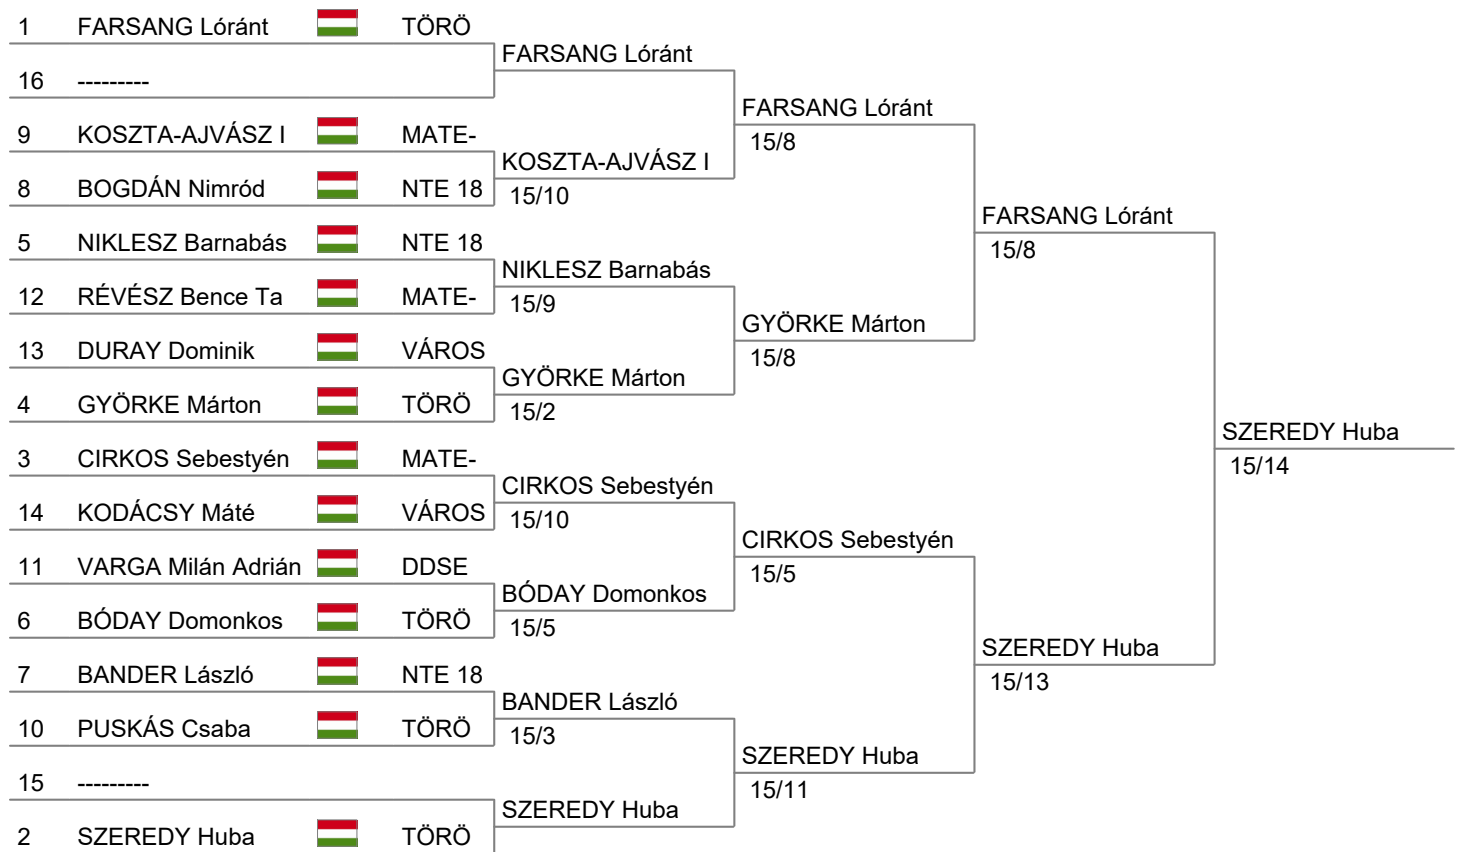 1 FARSANG Lóránt TÖRÖ
16 ---------
9 KOSZTA-AJVÁSZ I MATE-
8 BOGDÁN Nimród NTE 18
5 NIKLESZ Barnabás NTE 18
12 RÉVÉSZ Bence Ta MATE-
13 DURAY Dominik VÁROS
4 GYÖRKE Márton TÖRÖ
3 CIRKOS Sebestyén MATE-
14 KODÁCSY Máté VÁROS
11 VARGA Milán Adrián DDSE
6 BÓDAY Domonkos TÖRÖ
7 BANDER László NTE 18
10 PUSKÁS Csaba TÖRÖ
15 ---------
2 SZEREDY Huba TÖRÖ
FARSANG Lóránt
KOSZTA-AJVÁSZ I
15/10
NIKLESZ Barnabás
15/9
GYÖRKE Márton
15/2
CIRKOS Sebestyén
15/10
BÓDAY Domonkos
15/5
BANDER László
15/3
SZEREDY Huba
FARSANG Lóránt
15/8
GYÖRKE Márton
15/8
CIRKOS Sebestyén
15/5
SZEREDY Huba
15/11
FARSANG Lóránt
15/8
SZEREDY Huba
15/13
SZEREDY Huba
15/14